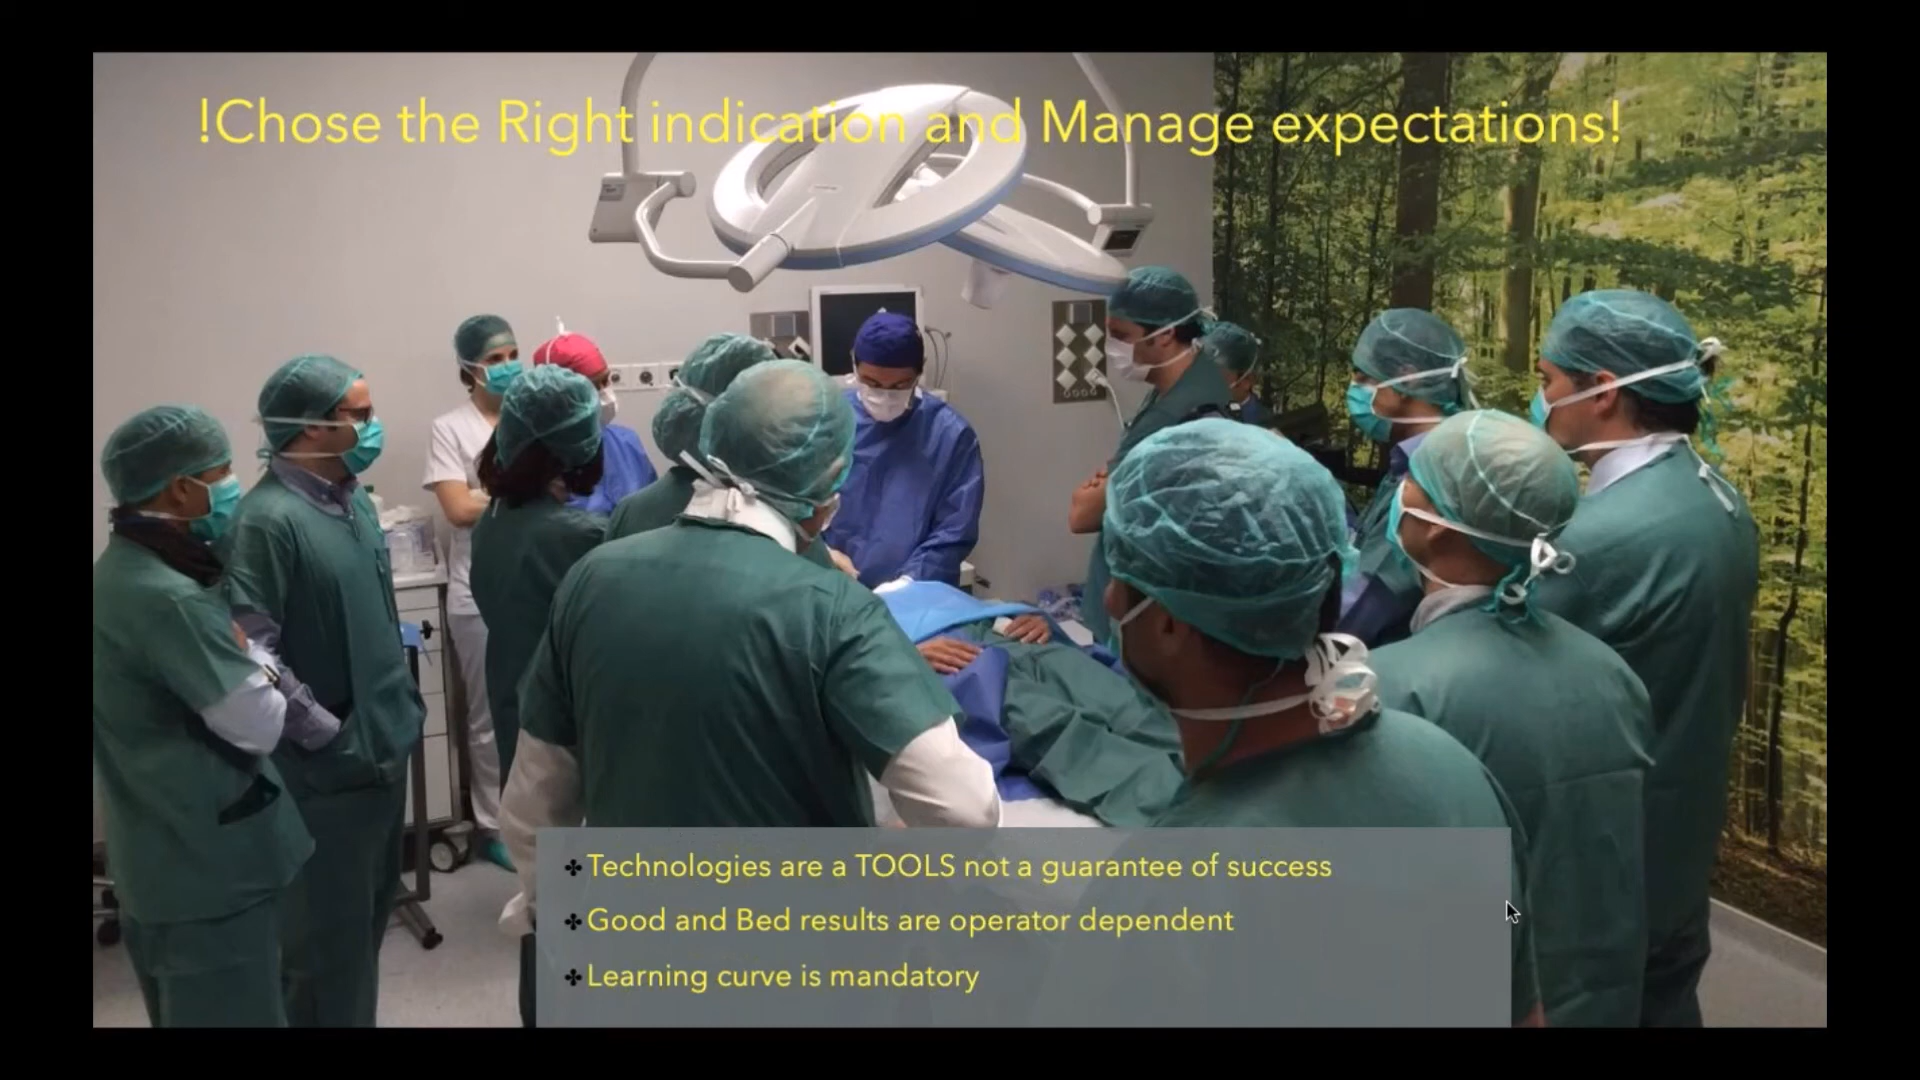 !Chose the Right indication and Manage expectations!
✤Technologies are a TOOLS not a guarantee of success
✤Good and Bed results are operator dependent
✤Learning curve is mandatory